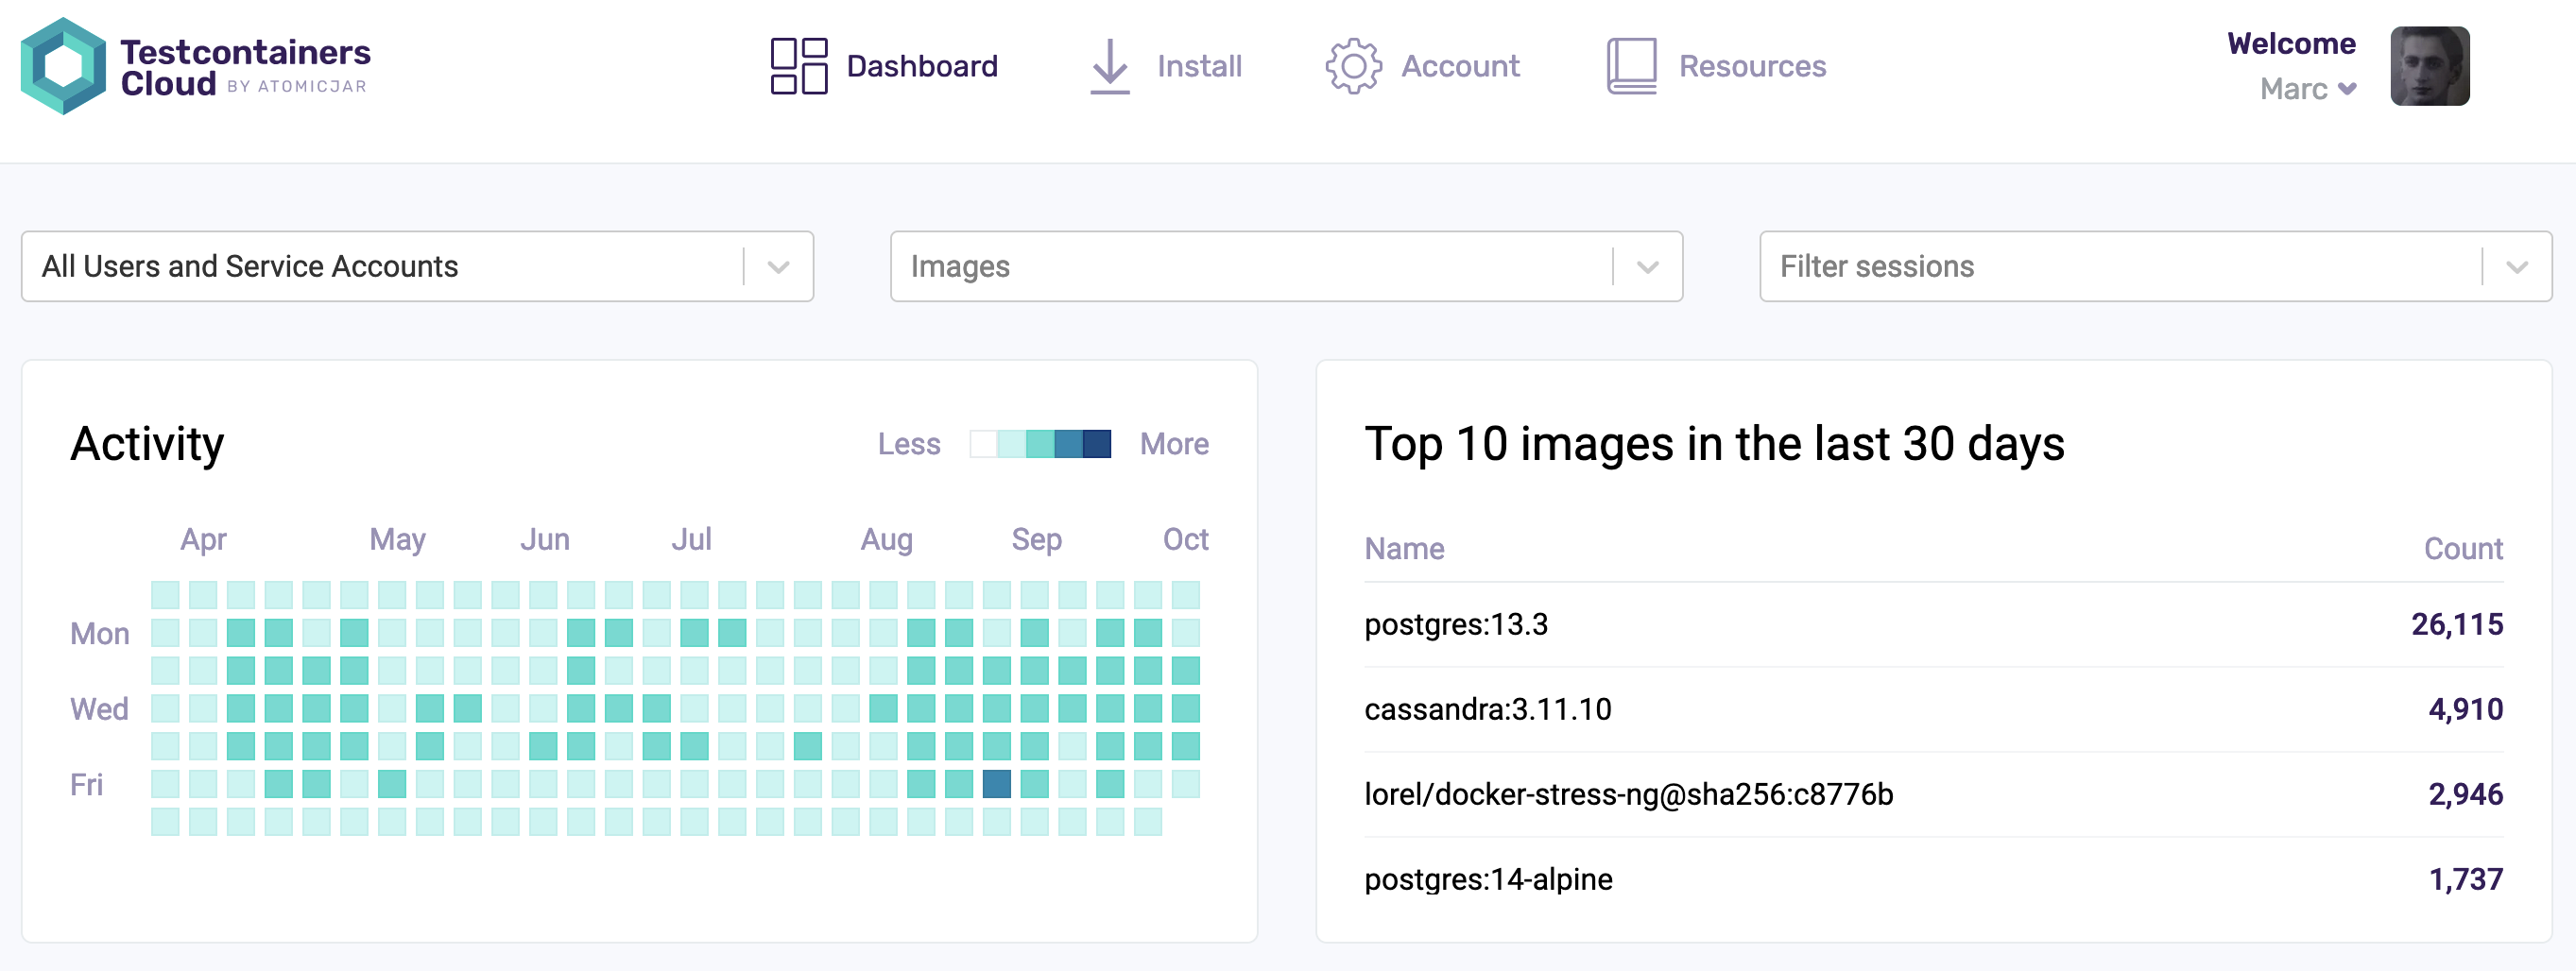 Testcontainers
Cloud BY ATOMICJAR
Dashboard
Install
Account
Resources
Welcome
Marc
All Users and Service Accounts
Images
Filter sessions
Activity
Less
More
Apr May Jun Jul Aug Sep Oct
Mon
Wed
Fri
Top 10 images in the last 30 days
Name Count
postgres:13.3 26,115
cassandra:3.11.10 4,910
lorel/docker-stress-ng@sha256:c8776b 2,946
postgres:14-alpine 1,737